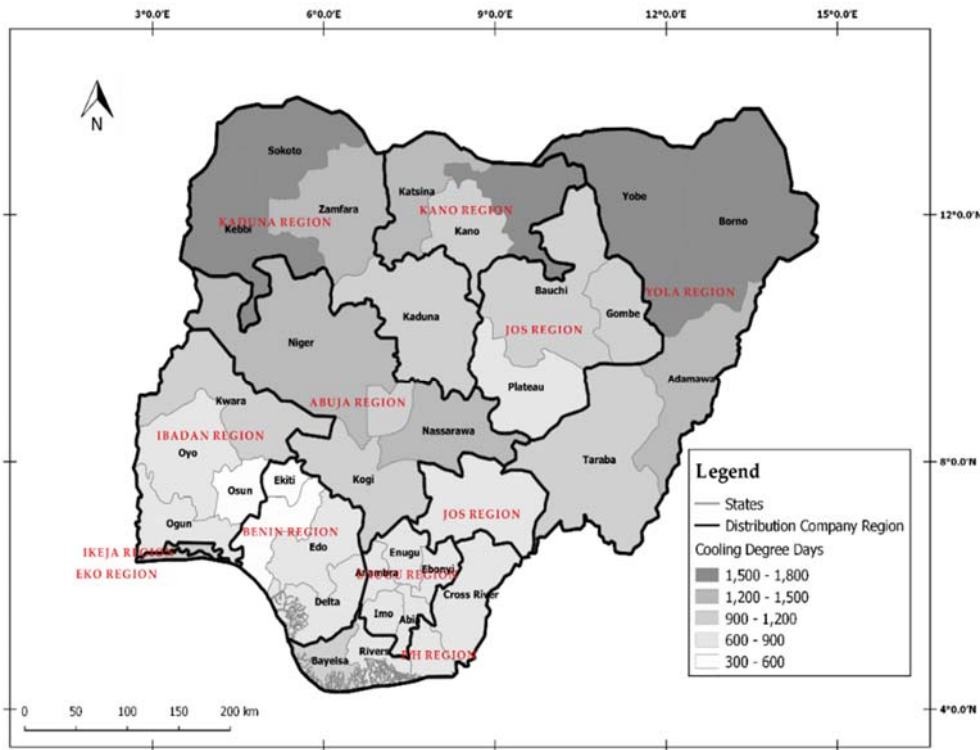 3°0.0'E 6°0.0'E 9°0.0'E 12°0.0'E 15°0.0'E
N
Sokoto
Katsina
Zamfara
KADUNA REGION
Kebbi
KANO REGION
Kano
Yobe
Borno
12°0.0'N
YOLA REGION
Bauchi
Gombe
JOS REGION
Kaduna
Niger
Plateau
Adamawa
Kwara
ABUJA REGION
IBADAN REGION
Nassarawa
Oyo
Taraba
8°0.0'N
Osun
Ekiti
Kogi
Ogun
JOS REGION
BENIN REGION
Edo
IKEJA REGION
EKO REGION
Enugu
Ebonyi
REGION
Cross River
Delta
Imo
Rivers
REGION
Bayelsa
Legend
States
Distribution Company Region
Cooling Degree Days
1,500 - 1,800
1,200 - 1,500
900 - 1,200
600 - 900
300 - 600
0 50 100 150 200 km
4°0.0'N